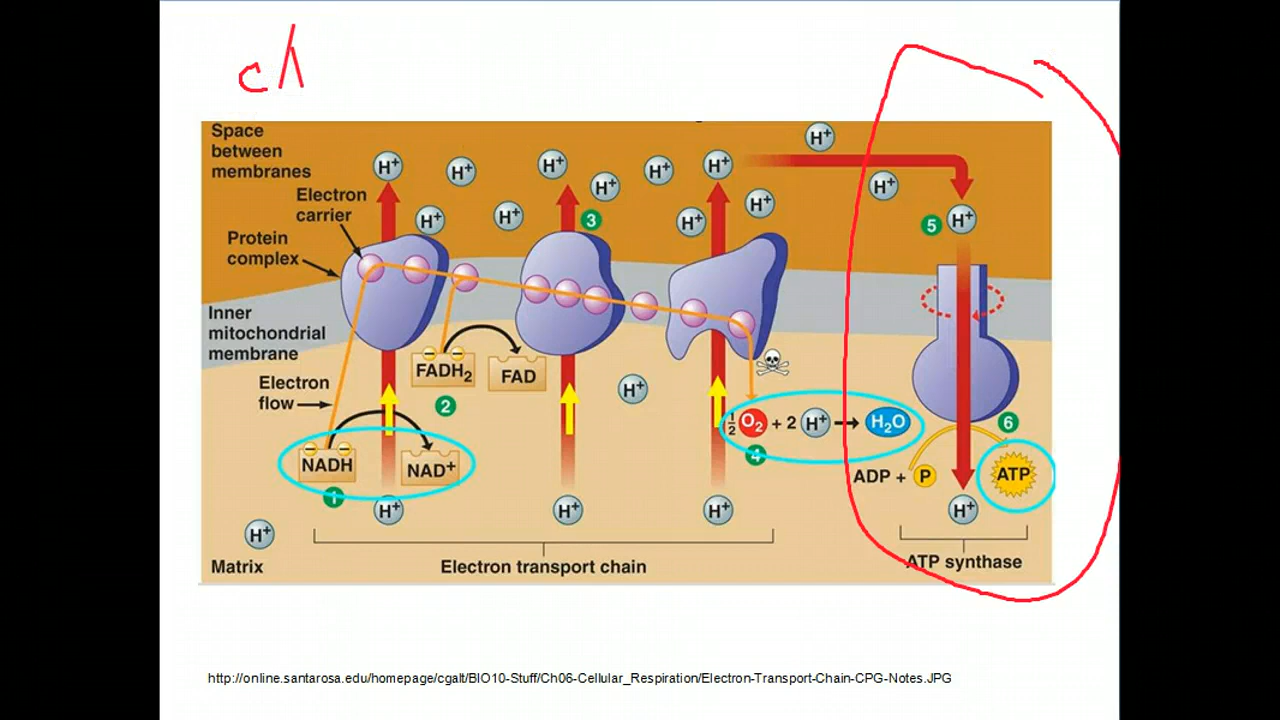 ch
Space
between
membranes
H⁺
H⁺
H⁺
H⁺
H⁺
H⁺
H⁺
H⁺
H⁺
H⁺
H⁺
H⁺
Electron
carrier
3
5
H⁺
Protein
complex
Inner
mitochondrial
membrane
FADH₂
FAD
2
Electron
flow
H⁺
½ O₂ + 2 H⁺ → H₂O
4
6
NADH
NAD⁺
1
ADP + P
ATP
H⁺
H⁺
H⁺
H⁺
H⁺
Matrix
Electron transport chain
ATP synthase
http://online.santarosa.edu/homepage/cgalt/BIO10-Stuff/Ch06-Cellular_Respiration/Electron-Transport-Chain-CPG-Notes.JPG